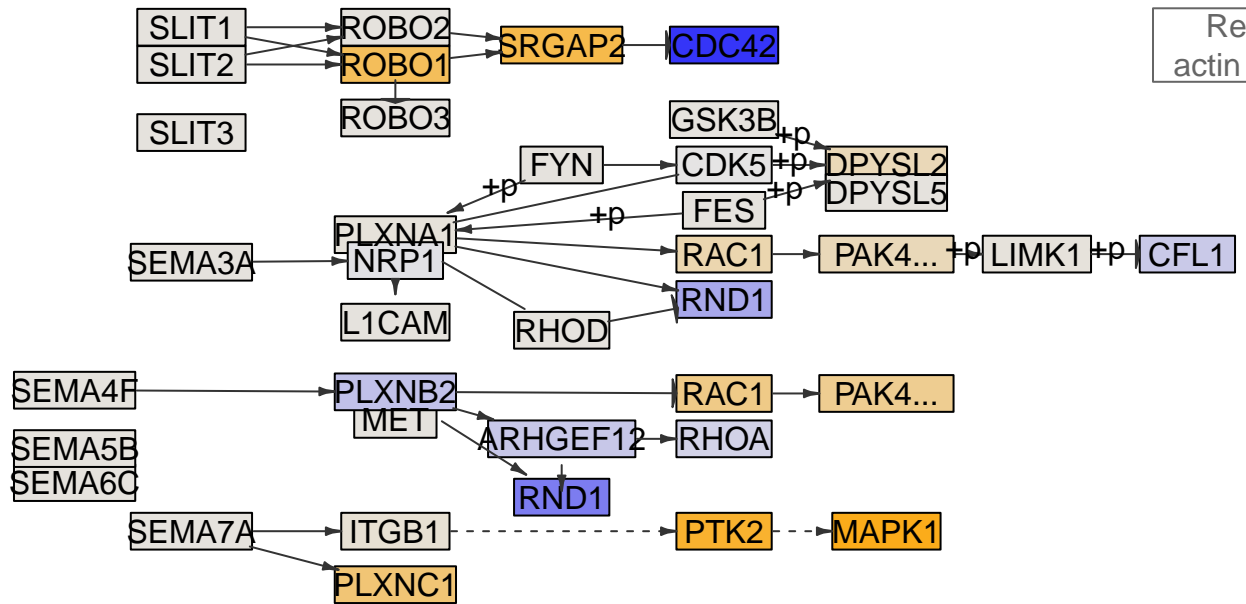 SLIT1
ROBO2
SRGAP2
CDC42
Re
actin
SLIT2
ROBO1
SLIT3
ROBO3
GSK3B
+p
FYN
CDK5
+p
DPYSL2
+p
FES
+p
DPYSL5
+p
PLXNA1
SEMA3A
NRP1
RAC1
PAK4...
+p
LIMK1
+p
CFL1
RND1
L1CAM
RHOD
SEMA4F
PLXNB2
RAC1
PAK4...
MET
SEMA5B
ARHGEF12
RHOA
SEMA6C
RND1
SEMA7A
ITGB1
PTK2
MAPK1
PLXNC1